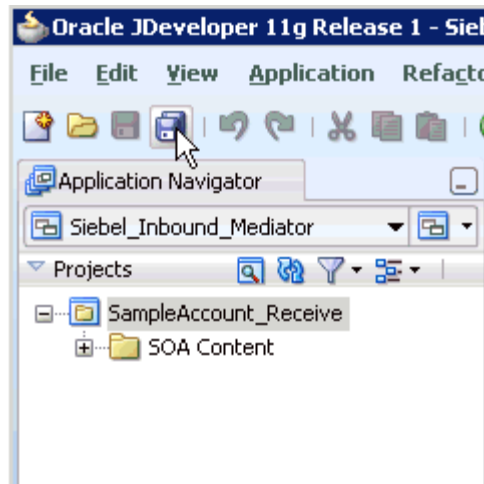 Oracle JDeveloper 11g Release 1 - Sieb
File Edit View Application Refacto
Application Navigator
Siebel_Inbound_Mediator
Projects
SampleAccount_Receive
SOA Content